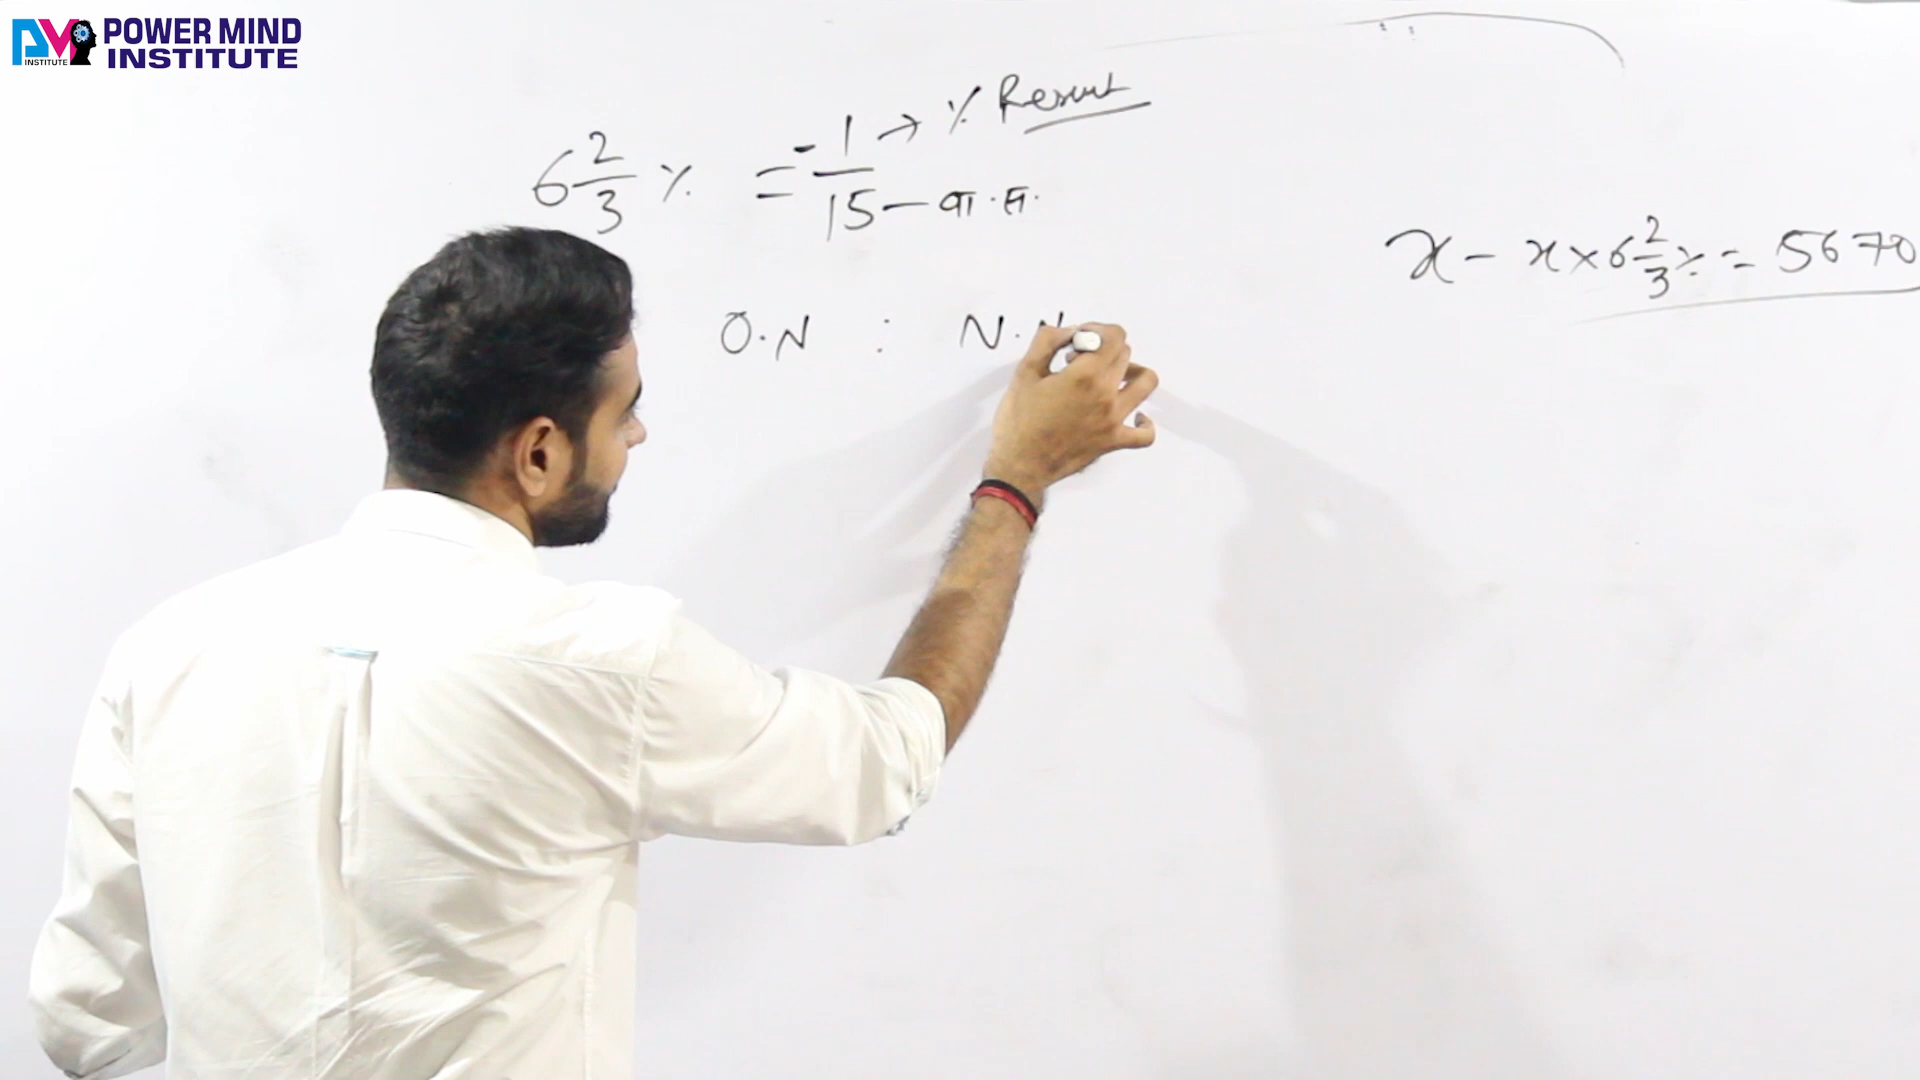 POWER MIND
INSTITUTE
INSTITUTE
6 2/3 % = -1/15 → % Result
15 — वा.स.
x - x × 6 2/3 % = 5670
O.N : N.N